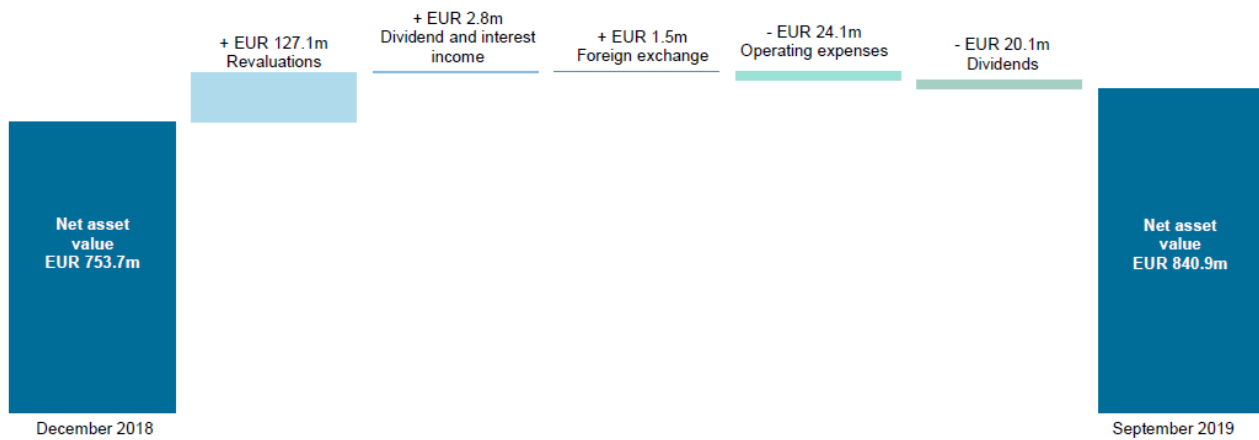 + EUR 127.1m
Revaluations
+ EUR 2.8m
Dividend and interest
income
+ EUR 1.5m
Foreign exchange
- EUR 24.1m
Operating expenses
- EUR 20.1m
Dividends
Net asset
value
EUR 753.7m
Net asset
value
EUR 840.9m
December 2018
September 2019